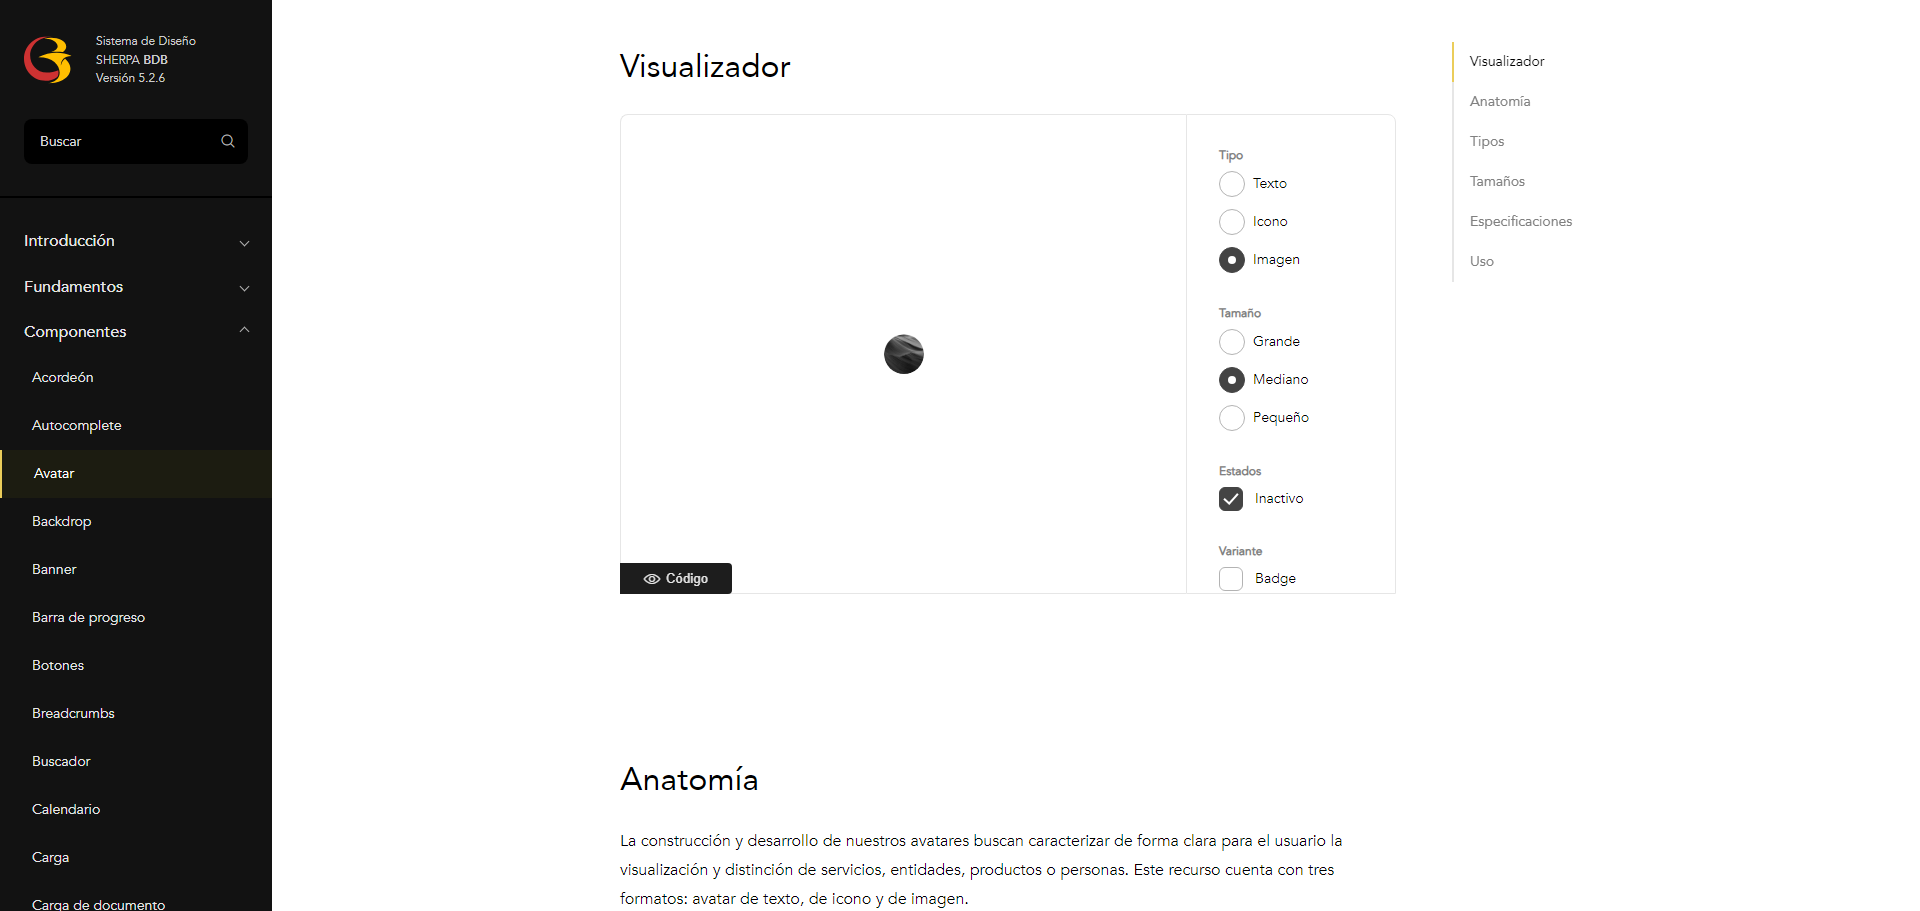 Sistema de Diseño
SHERPA BDB
Versión 5.2.6
Buscar
Introducción
Fundamentos
Componentes
Acordeón
Autocomplete
Avatar
Backdrop
Banner
Barra de progreso
Botones
Breadcrumbs
Buscador
Calendario
Carga
Carga de documento
Visualizador
Tipo
Texto
Icono
Imagen
Tamaño
Grande
Mediano
Pequeño
Estados
Inactivo
Variante
Badge
Código
Anatomía
La construcción y desarrollo de nuestros avatares buscan caracterizar de forma clara para el usuario la
visualización y distinción de servicios, entidades, productos o personas. Este recurso cuenta con tres
formatos: avatar de texto, de icono y de imagen.
Visualizador
Anatomía
Tipos
Tamaños
Especificaciones
Uso